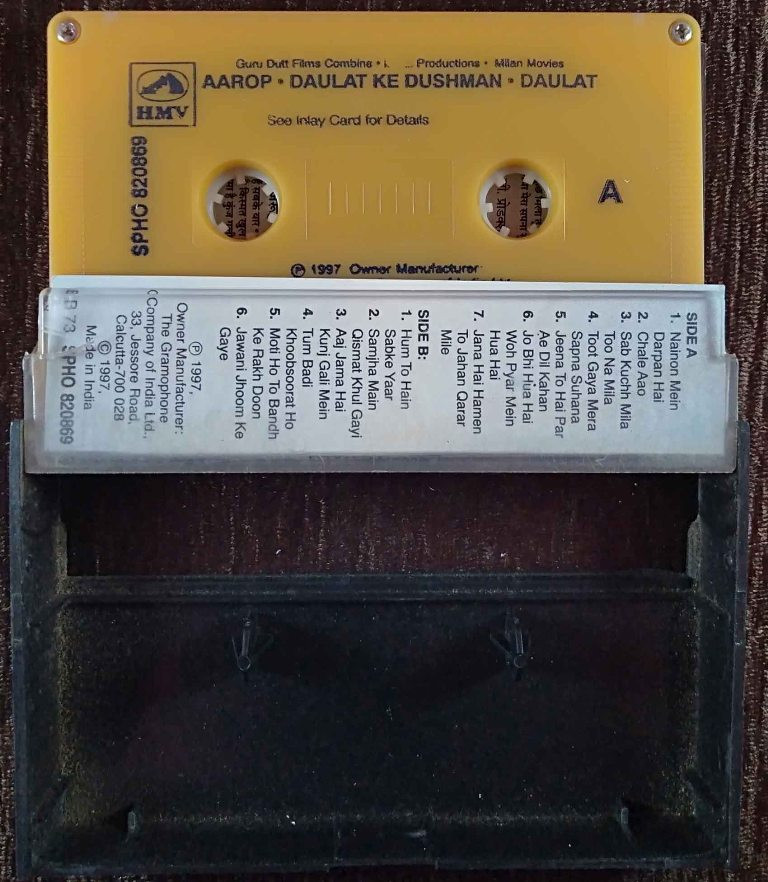 Guru Dutt Films Combine • Productions • Milan Movies
AAROP • DAULAT KE DUSHMAN • DAULAT
HMV
See Inlay Card for Details
SPHO 820869
A
℗ 1997 Owner Manufacturer
SIDE A
1. Nainon Mein
Darpan Hai
2. Chale Aao
3. Sab Kuchh Mila
Too Na Mila
4. Toot Gaya Mera
Sapna Suhana
5. Jeena To Hai Par
Ae Dil Kahan
6. Jo Bhi Hua Hai
Woh Pyar Mein
Hua Hai
7. Jana Hai Hamen
To Jahan Qarar
Mile
SIDE B:
1. Hum To Hain
Sabke Yaar
2. Samjha Main
Qismat Khul Gayi
3. Aaj Jama Hai
Kunj Gali Mein
4. Tum Badi
Khoobsoorat Ho
5. Moti Ho To Bandh
Ke Rakh Doon
6. Jawani Jhoom Ke
Gaye
℗ 1997,
Owner Manufacturer:
The Gramophone
Company of India Ltd.,
33, Jessore Road,
Calcutta-700 028
© 1997,
Made in India
73 SPHO 820869